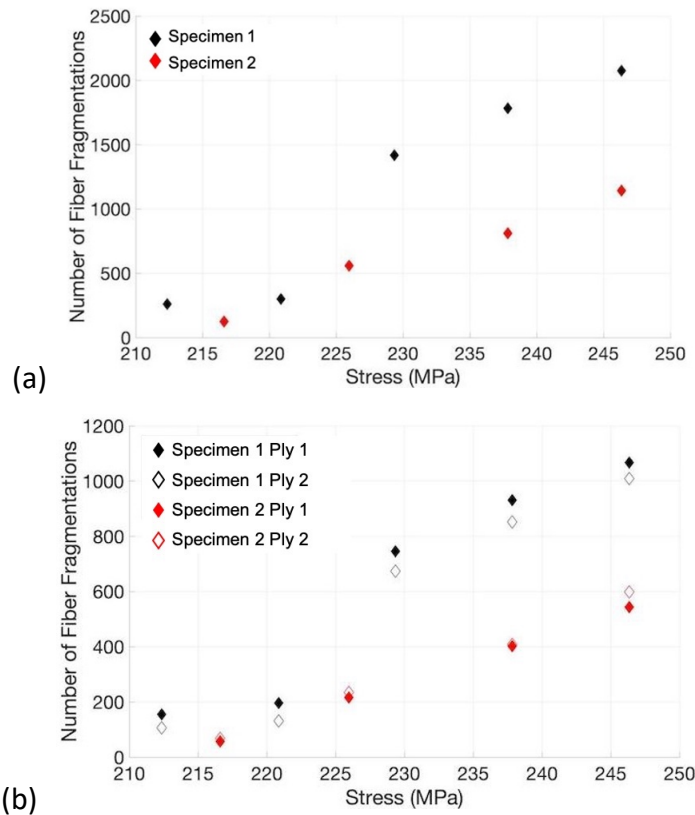 2500
Specimen 1
Specimen 2
2000
1500
1000
500
0
Number of Fiber Fragmentations
210 215 220 225 230 235 240 245 250
Stress (MPa)
(a)
1200
Specimen 1 Ply 1
Specimen 1 Ply 2
Specimen 2 Ply 1
Specimen 2 Ply 2
1000
800
600
400
200
0
Number of Fiber Fragmentations
210 215 220 225 230 235 240 245 250
Stress (MPa)
(b)